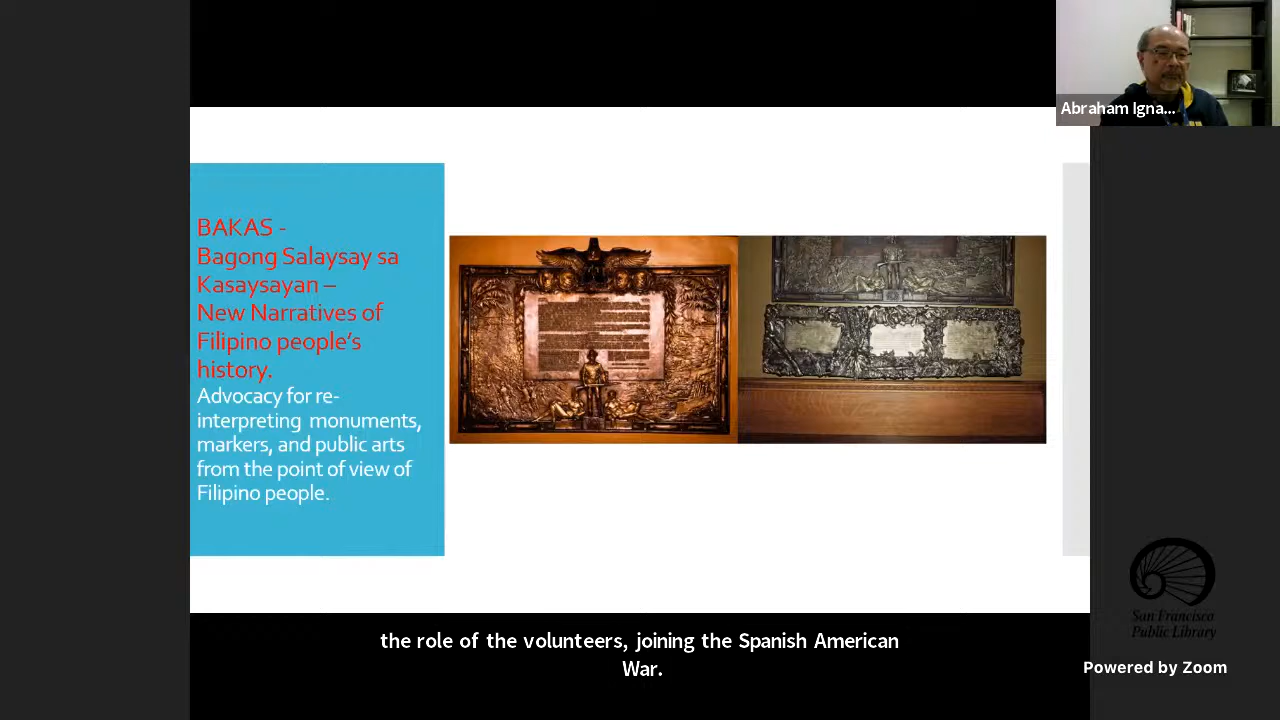 Abraham Igna...
BAKAS -
Bagong Salaysay sa
Kasaysayan –
New Narratives of
Filipino people's
history.
Advocacy for re-
interpreting monuments,
markers, and public arts
from the point of view of
Filipino people.
San Francisco
Public Library
the role of the volunteers, joining the Spanish American
War.
Powered by Zoom